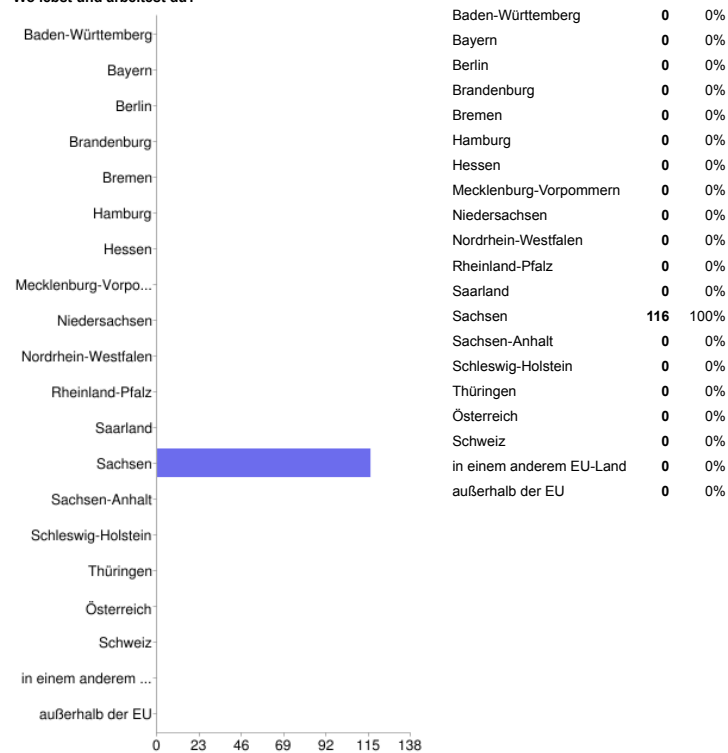 Wo lebst und arbeitest du?
Baden-Württemberg
Bayern
Berlin
Brandenburg
Bremen
Hamburg
Hessen
Mecklenburg-Vorpo...
Niedersachsen
Nordrhein-Westfalen
Rheinland-Pfalz
Saarland
Sachsen
Sachsen-Anhalt
Schleswig-Holstein
Thüringen
Österreich
Schweiz
in einem anderem ...
außerhalb der EU
0 23 46 69 92 115 138
Baden-Württemberg 0 0%
Bayern 0 0%
Berlin 0 0%
Brandenburg 0 0%
Bremen 0 0%
Hamburg 0 0%
Hessen 0 0%
Mecklenburg-Vorpommern 0 0%
Niedersachsen 0 0%
Nordrhein-Westfalen 0 0%
Rheinland-Pfalz 0 0%
Saarland 0 0%
Sachsen 116 100%
Sachsen-Anhalt 0 0%
Schleswig-Holstein 0 0%
Thüringen 0 0%
Österreich 0 0%
Schweiz 0 0%
in einem anderem EU-Land 0 0%
außerhalb der EU 0 0%